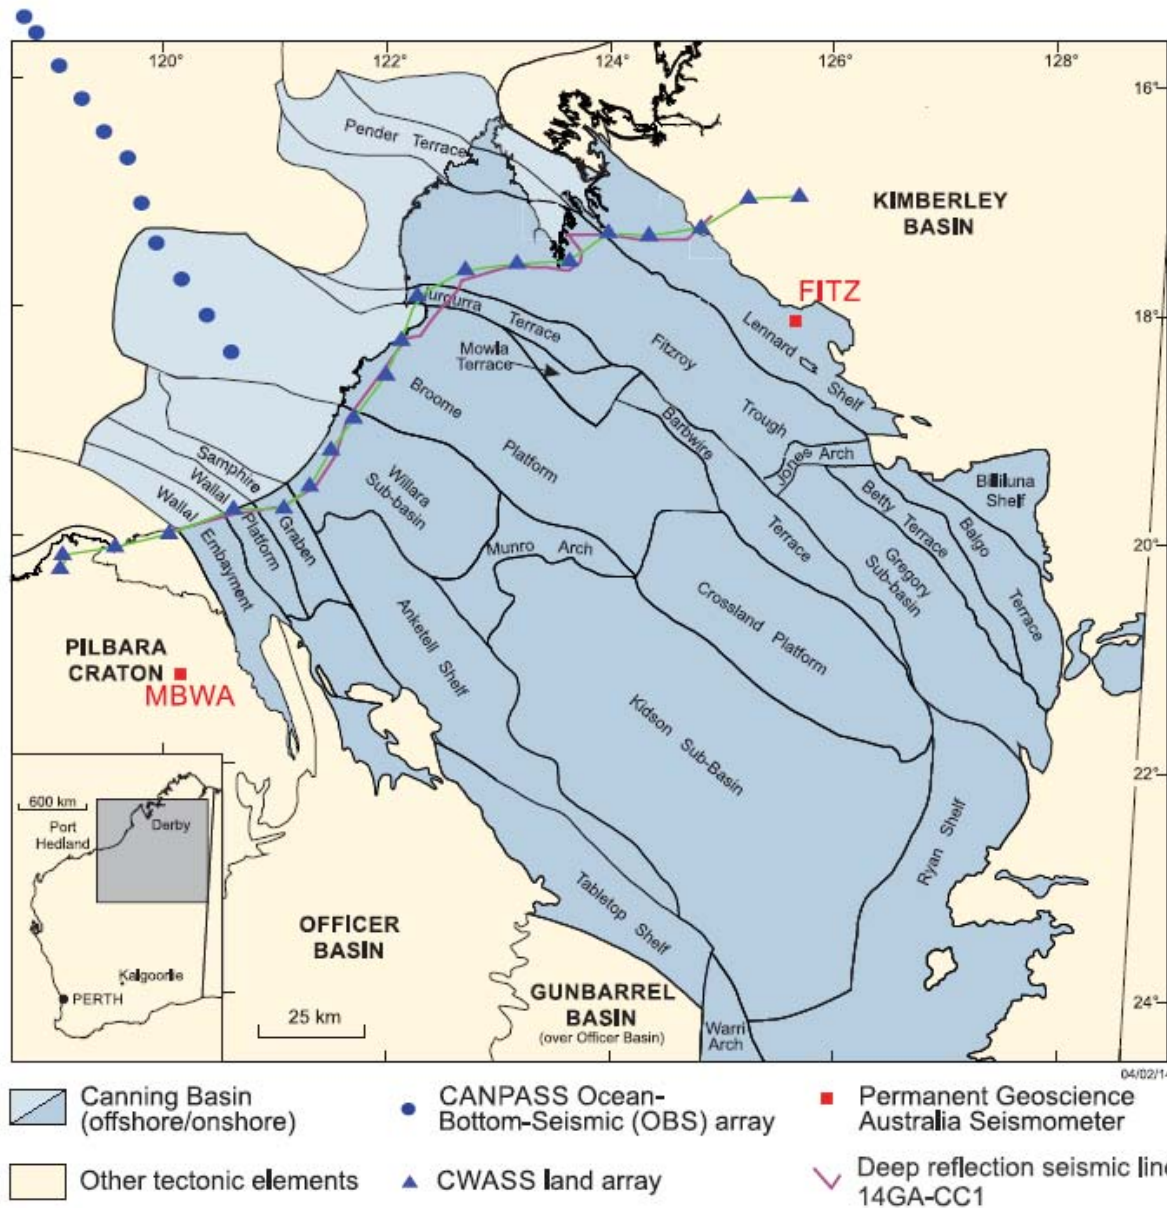 120°
122°
124°
126°
128°
16°
Pender Terrace
KIMBERLEY
BASIN
FITZ
18°
Jurgurra
Terrace
Mowla
Terrace
Fitzroy
Trough
Lennard
Shelf
Broome
Platform
Barbwire
Terrace
Jones Arch
Billiluna
Shelf
Samphire
Graben
Wallal
Platform
Wallal
Embayment
Willara
Sub-basin
Betty Terrace
Balgo
Terrace
20°
Munro Arch
Gregory
Sub-basin
Crossland Platform
Anketell Shelf
PILBARA
CRATON
MBWA
Kidson Sub-Basin
22°
600 km
Port
Hedland
Derby
Ryan Shelf
Tabletop Shelf
OFFICER
BASIN
Kalgoorlie
PERTH
25 km
GUNBARREL
BASIN
(over Officer Basin)
Warri
Arch
24°
04/02/14
Canning Basin
(offshore/onshore)
CANPASS Ocean-
Bottom-Seismic (OBS) array
Permanent Geoscience
Australia Seismometer
Other tectonic elements
CWASS land array
Deep reflection seismic line
14GA-CC1